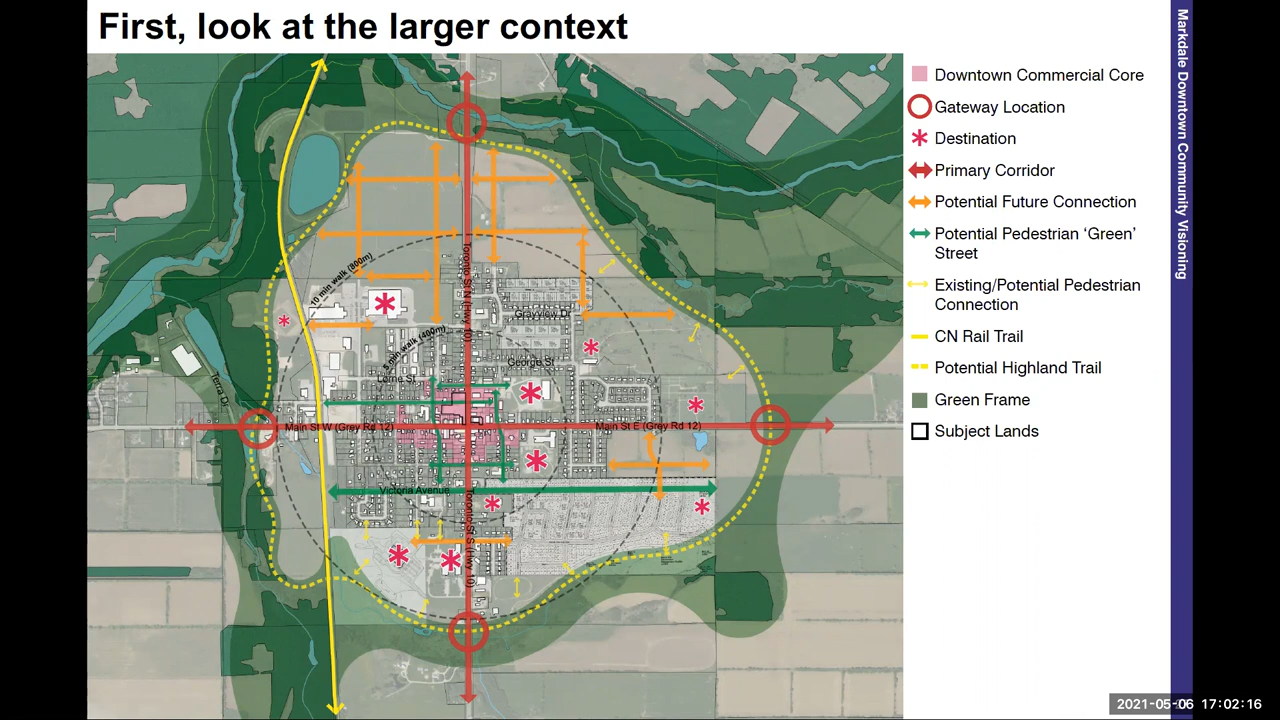 First, look at the larger context
Markdale Downtown Community Visioning
Downtown Commercial Core
Gateway Location
Destination
Primary Corridor
Potential Future Connection
Potential Pedestrian ‘Green’
Street
Existing/Potential Pedestrian
Connection
CN Rail Trail
Potential Highland Trail
Green Frame
Subject Lands
10 min walk (800m)
5 min walk (400m)
Toronto St N (Hwy 10)
Grayview Dr
George St
Lorne St
Terra Dr
Main St W (Grey Rd 12)
Main St E (Grey Rd 12)
Victoria Avenue
Toronto St S (Hwy 10)
2021-05-06 17:02:16